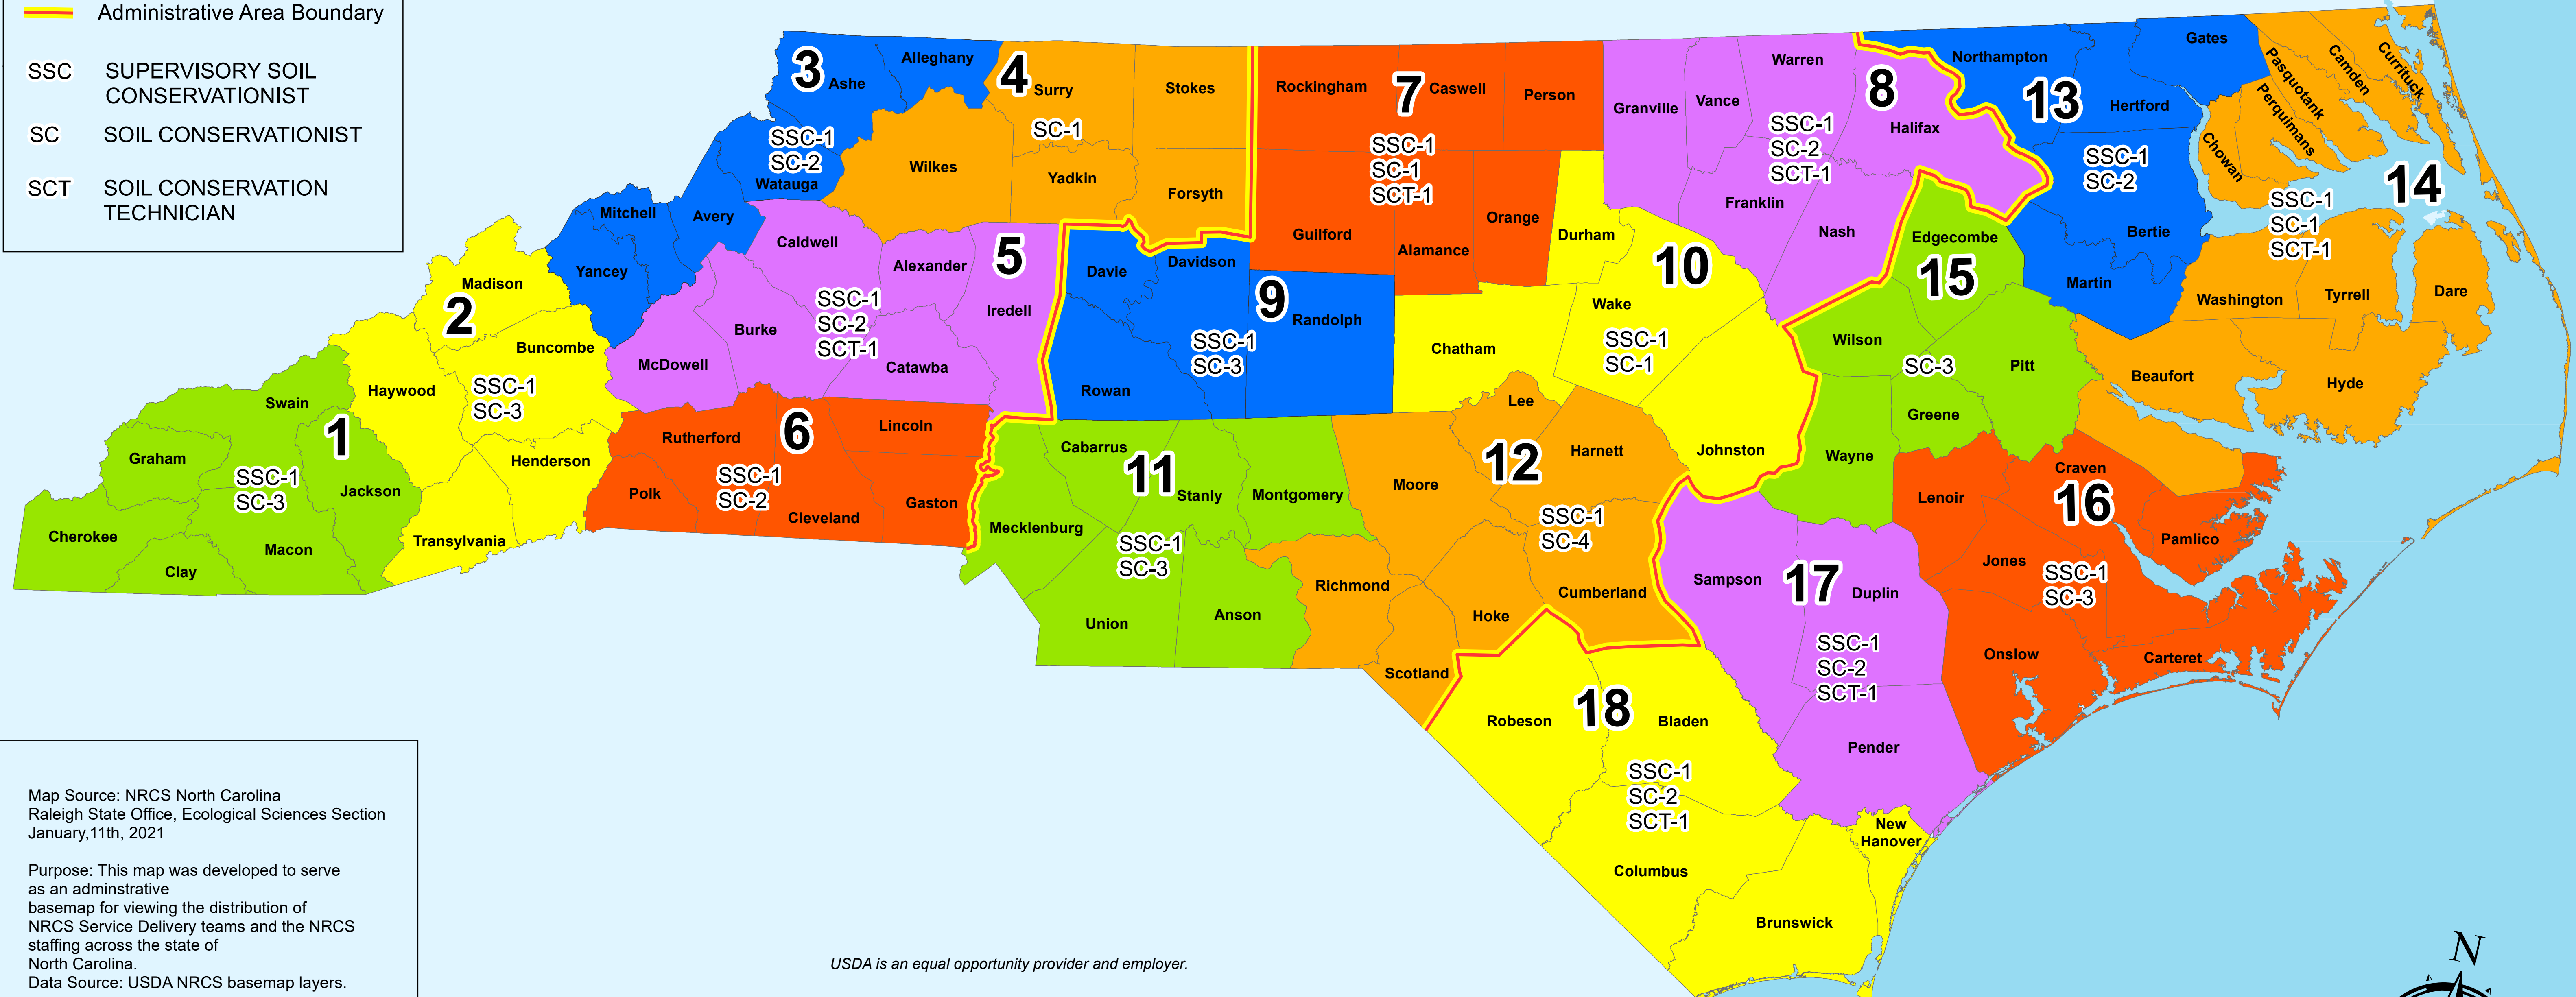 Administrative Area Boundary
SSC SUPERVISORY SOIL
CONSERVATIONIST
SC SOIL CONSERVATIONIST
SCT SOIL CONSERVATION
TECHNICIAN
1
Swain
Graham
Jackson
Cherokee
Macon
Clay
SSC-1
SC-3
2
Madison
Buncombe
Haywood
Henderson
Transylvania
SSC-1
SC-3
3
Alleghany
Ashe
Watauga
Avery
Mitchell
Yancey
SSC-1
SC-2
4
Surry
Stokes
Wilkes
Yadkin
Forsyth
SC-1
5
Caldwell
Alexander
Iredell
Burke
McDowell
Catawba
SSC-1
SC-2
SCT-1
6
Rutherford
Lincoln
Polk
Cleveland
Gaston
SSC-1
SC-2
7
Rockingham
Caswell
Person
Guilford
Alamance
Orange
SSC-1
SC-1
SCT-1
8
Warren
Granville
Vance
Halifax
Franklin
Nash
SSC-1
SC-2
SCT-1
9
Davie
Davidson
Randolph
Rowan
SSC-1
SC-3
10
Durham
Wake
Chatham
Johnston
SSC-1
SC-1
11
Cabarrus
Stanly
Montgomery
Mecklenburg
Union
Anson
SSC-1
SC-3
12
Lee
Harnett
Moore
Richmond
Hoke
Cumberland
Scotland
SSC-1
SC-4
13
Northampton
Gates
Hertford
Bertie
Martin
SSC-1
SC-2
14
Currituck
Camden
Pasquotank
Perquimans
Chowan
Washington
Tyrrell
Dare
Beaufort
Hyde
SSC-1
SC-1
SCT-1
15
Edgecombe
Wilson
Pitt
Greene
Wayne
SC-3
16
Craven
Lenoir
Pamlico
Jones
Onslow
Carteret
SSC-1
SC-3
17
Sampson
Duplin
Pender
SSC-1
SC-2
SCT-1
18
Robeson
Bladen
Columbus
New
Hanover
Brunswick
SSC-1
SC-2
SCT-1
Map Source: NRCS North Carolina
Raleigh State Office, Ecological Sciences Section
January,11th, 2021
Purpose: This map was developed to serve
as an adminstrative
basemap for viewing the distribution of
NRCS Service Delivery teams and the NRCS
staffing across the state of
North Carolina.
Data Source: USDA NRCS basemap layers.
USDA is an equal opportunity provider and employer.
N